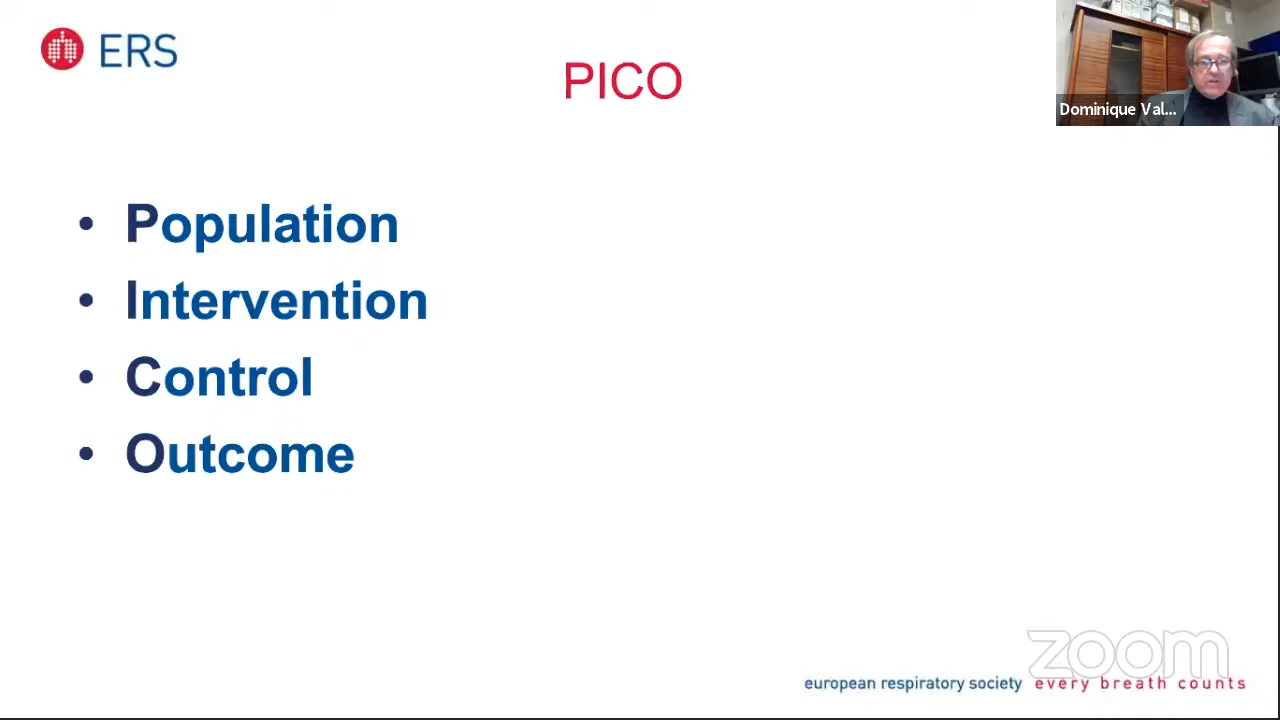 ERS
PICO
Dominique Val...
• Population
• Intervention
• Control
• Outcome
zoom
european respiratory society every breath counts